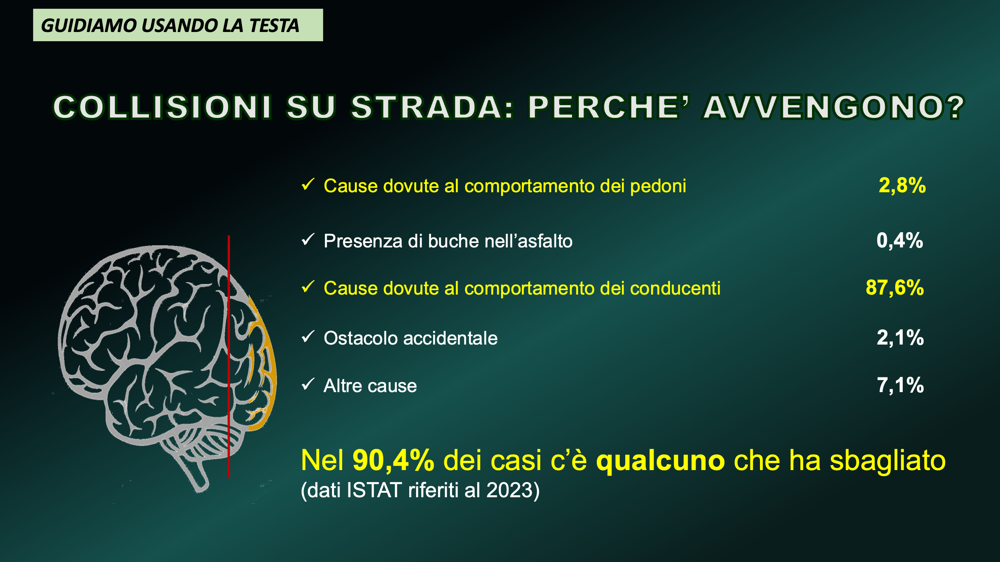 GUIDIAMO USANDO LA TESTA
COLLISIONI SU STRADA: PERCHE’ AVVENGONO?
✓ Cause dovute al comportamento dei pedoni 2,8%
✓ Presenza di buche nell’asfalto 0,4%
✓ Cause dovute al comportamento dei conducenti 87,6%
✓ Ostacolo accidentale 2,1%
✓ Altre cause 7,1%
Nel 90,4% dei casi c’è qualcuno che ha sbagliato
(dati ISTAT riferiti al 2023)